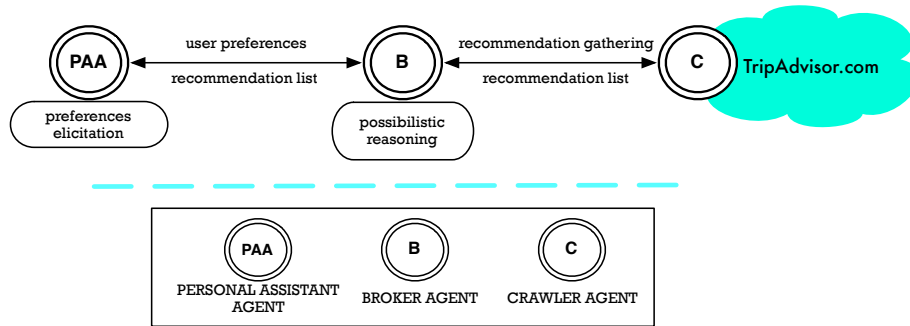 PAA
user preferences
recommendation list
B
recommendation gathering
recommendation list
C
TripAdvisor.com
preferences
elicitation
possibilistic
reasoning
PAA
B
C
PERSONAL ASSISTANT
AGENT
BROKER AGENT
CRAWLER AGENT